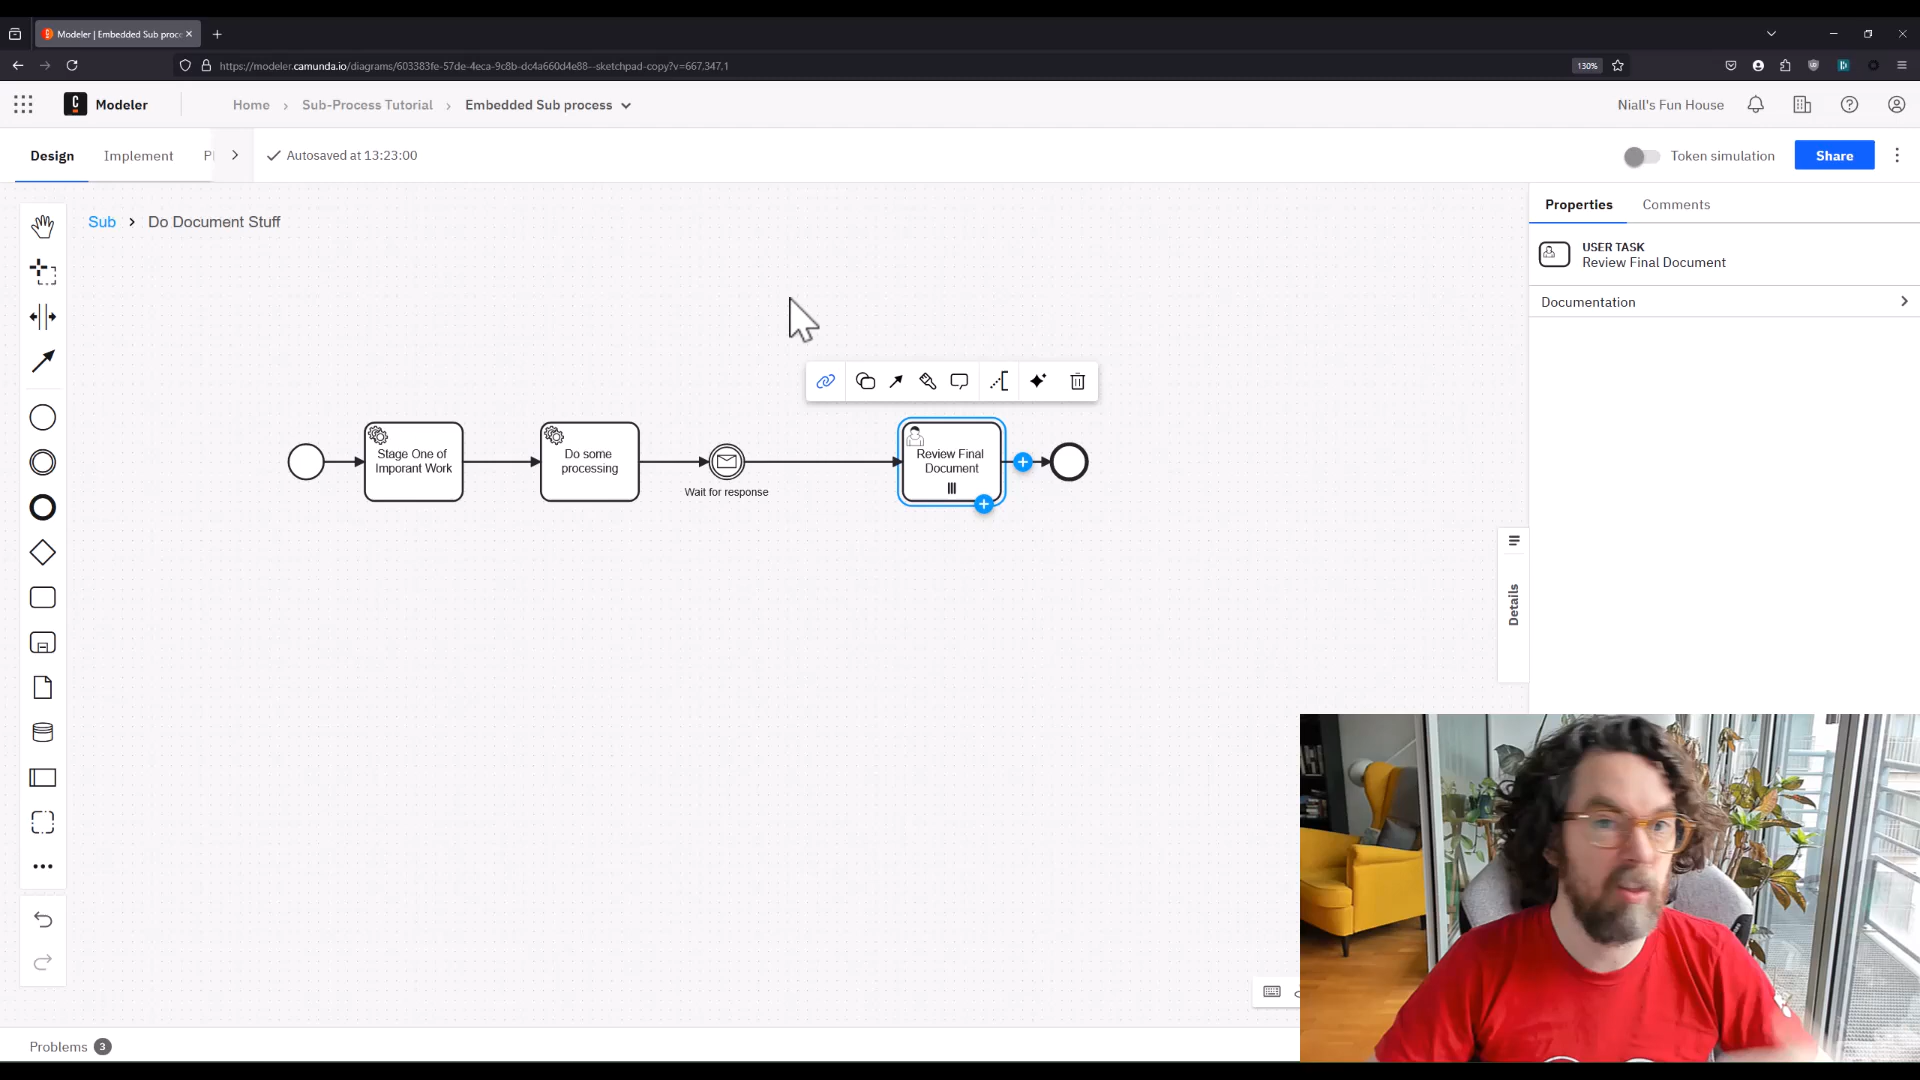 Modeler | Embedded Sub proce
https://modeler.camunda.io/diagrams/603383fe-57de-4eca-9c8b-dc4a660d4e88--sketchpad-copy?v=667,347,1
130%
Modeler
Home
Sub-Process Tutorial
Embedded Sub process
Niall's Fun House
Design
Implement
Autosaved at 13:23:00
Token simulation
Share
Sub
Do Document Stuff
Properties
Comments
USER TASK
Review Final Document
Documentation
Stage One of
Imporant Work
Do some
processing
Wait for response
Review Final
Document
Details
Problems 3